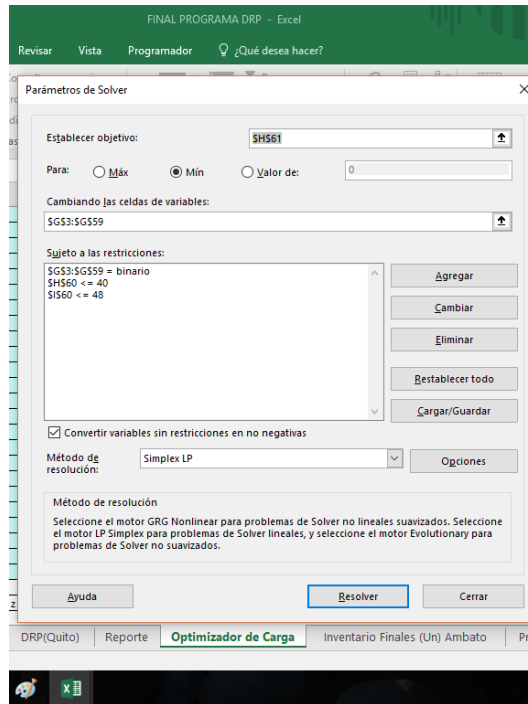 FINAL PROGRAMA DRP - Excel
Revisar Vista Programador ¿Qué desea hacer?
Parámetros de Solver
Establecer objetivo: $H$61
Para: Máx Mín Valor de: 0
Cambiando las celdas de variables:
$G$3:$G$59
Sujeto a las restricciones:
$G$3:$G$59 = binario
$H$60 <= 40
$I$60 <= 48
Agregar
Cambiar
Eliminar
Restablecer todo
Cargar/Guardar
Convertir variables sin restricciones en no negativas
Método de resolución: Simplex LP Opciones
Método de resolución
Seleccione el motor GRG Nonlinear para problemas de Solver no lineales suavizados. Seleccione
el motor LP Simplex para problemas de Solver lineales, y seleccione el motor Evolutionary para
problemas de Solver no suavizados.
Ayuda Resolver Cerrar
DRP(Quito) Reporte Optimizador de Carga Inventario Finales (Un) Ambato